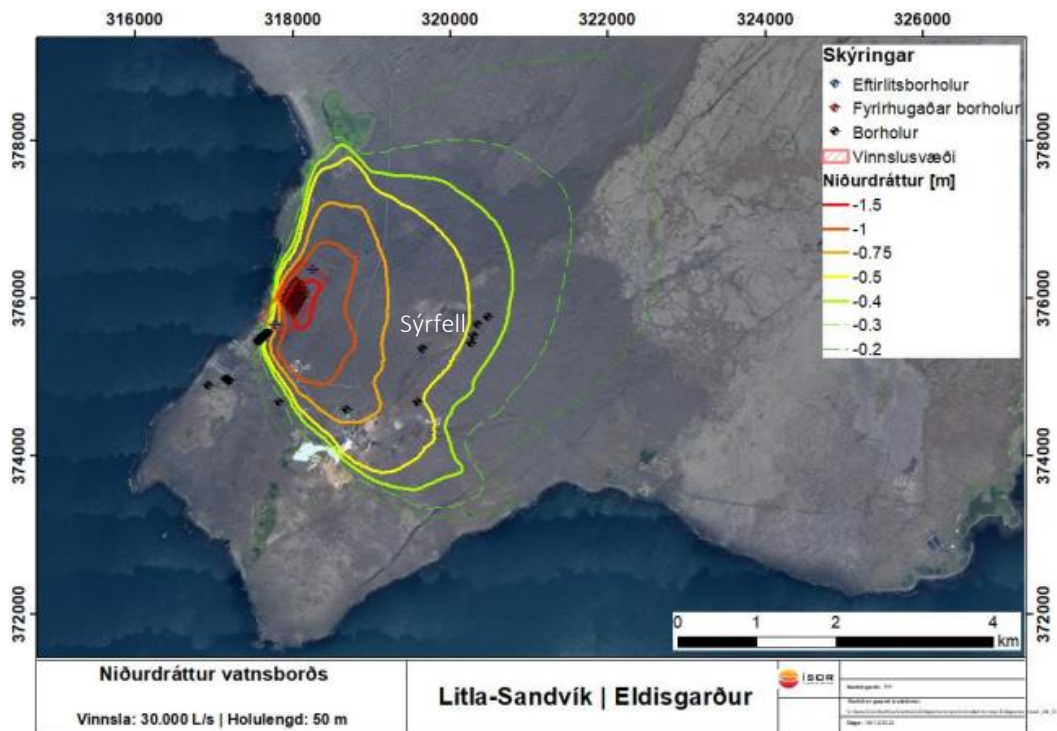 316000 318000 320000 322000 324000 326000
378000 378000
376000 376000
374000 374000
372000 372000
Skýringar
Eftirlitsborholur
Fyrirhugaðar borholur
Borholur
Vinnslusvæði
Niðurdráttur [m]
-1.5
-1
-0.75
-0.5
-0.4
-0.3
-0.2
Sýrfell
0 1 2 4
km
Niðurdráttur vatnsborðs
Vinnsla: 30.000 L/s | Holulengd: 50 m
Litla-Sandvík | Eldisgarður
ÍSOR